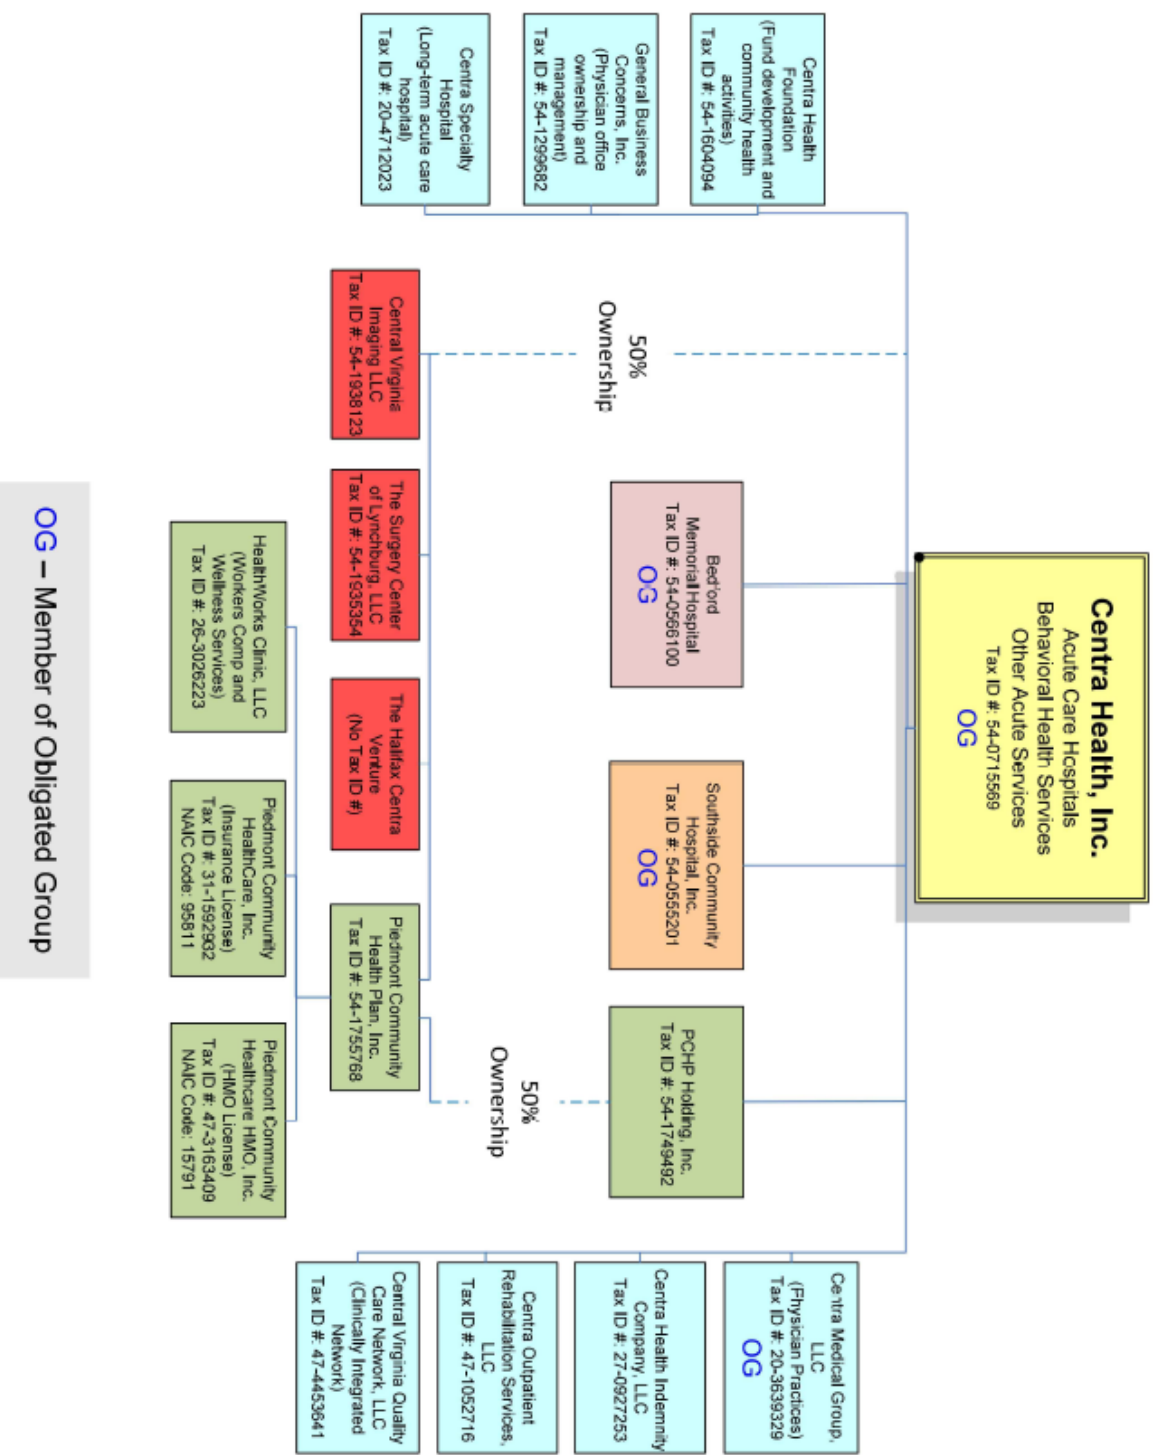 Centra Health, Inc.
Acute Care Hospitals
Behavioral Health Services
Other Acute Services
Tax ID #: 54-0715569
OG
Centra Health
Foundation
(Fund development and
community health
activities)
Tax ID #: 54-1604094
General Business
Concerns, Inc.
(Physician office
ownership and
management)
Tax ID #: 54-1299682
Centra Specialty
Hospital
(Long-term acute care
hospital)
Tax ID #: 20-4712023
50%
Ownership
Bedford
Memorial Hospital
Tax ID #: 54-0566100
OG
Southside Community
Hospital, Inc.
Tax ID #: 54-0555201
OG
PCHP Holding, Inc.
Tax ID #: 54-1749492
Centra Medical Group,
LLC
(Physician Practices)
Tax ID #: 20-3639329
OG
Centra Health Indemnity
Company, LLC
Tax ID #: 27-0927253
Centra Outpatient
Rehabilitation Services,
LLC
Tax ID #: 47-1052716
Central Virginia Quality
Care Network, LLC
(Clinically Integrated
Network)
Tax ID #: 47-4453641
50%
Ownership
Central Virginia
Imaging LLC
Tax ID #: 54-1938123
The Surgery Center
of Lynchburg, LLC
Tax ID #: 54-1935354
The Halifax Centra
Venture
(No Tax ID #)
Piedmont Community
Health Plan, Inc.
Tax ID #: 54-1755768
HealthWorks Clinic, LLC
(Workers Comp and
Wellness Services)
Tax ID #: 26-3026223
Piedmont Community
HealthCare, Inc.
(Insurance License)
Tax ID #: 31-1592932
NAIC Code: 95811
Piedmont Community
Healthcare HMO, Inc.
(HMO License)
Tax ID #: 47-3163409
NAIC Code: 15791
OG – Member of Obligated Group